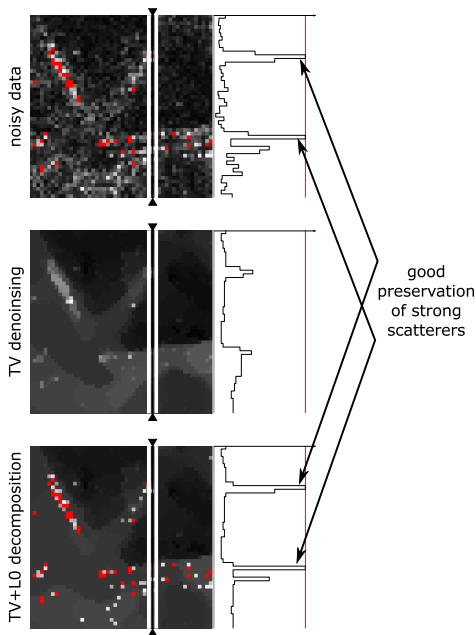 noisy data
TV denoinsing
TV+L0 decomposition
good
preservation
of strong
scatterers